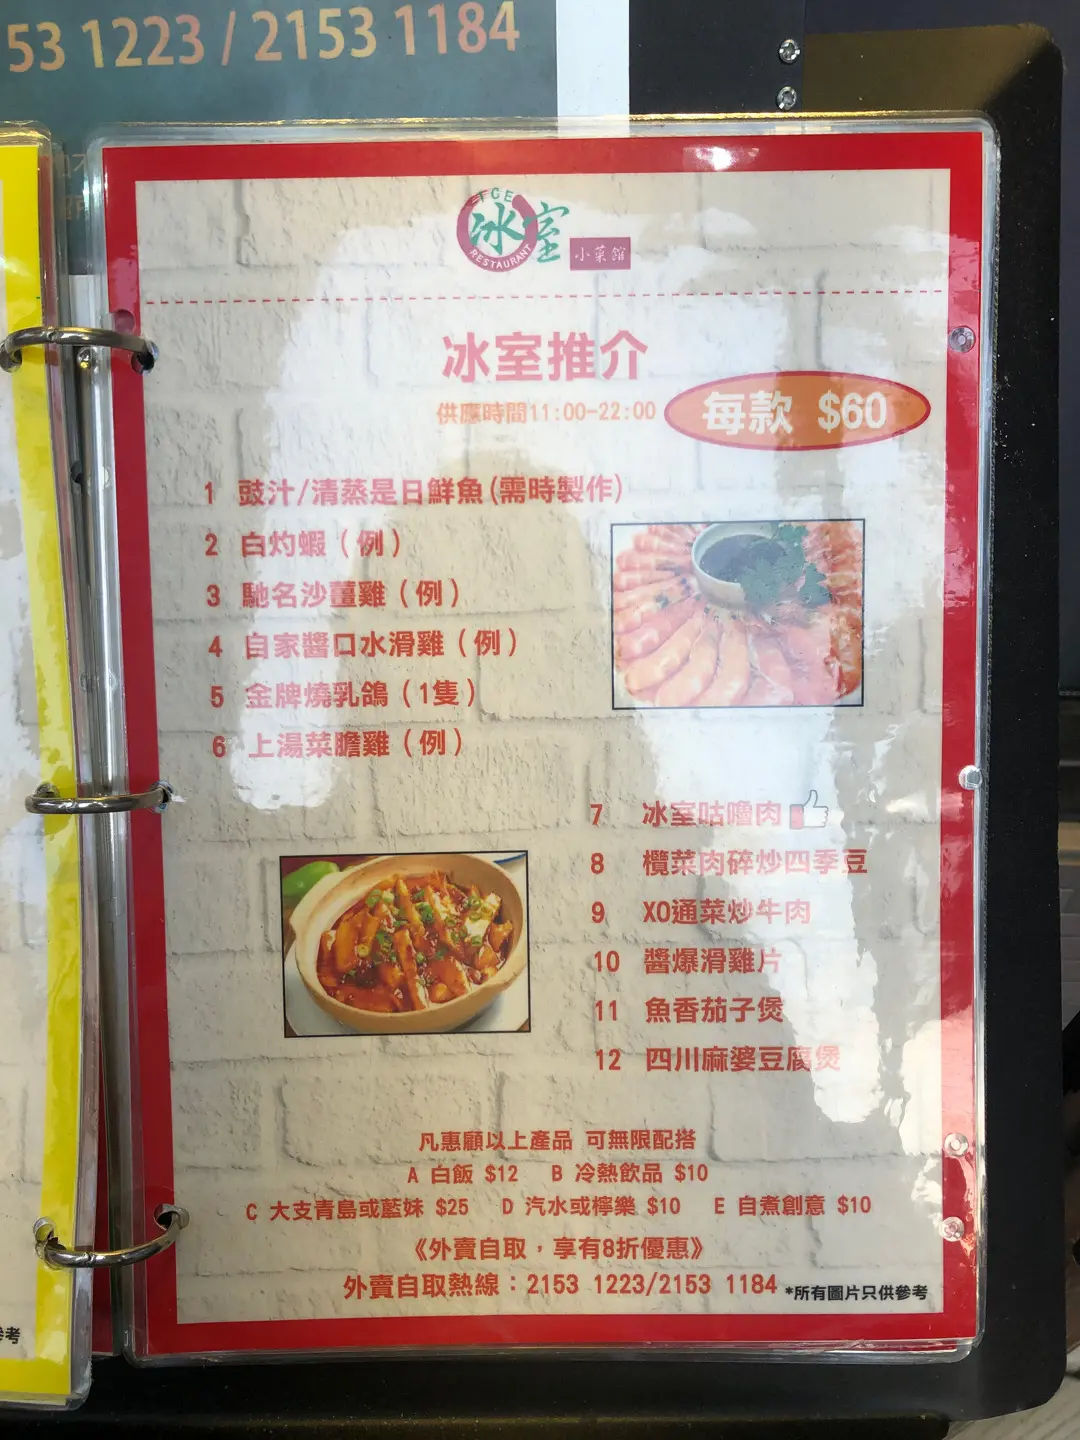 53 1223 / 2153 1184
ICE
冰室
RESTAURANT
小菜館
冰室推介
供應時間11:00-22:00
每款 $60
1 豉汁/清蒸是日鮮魚(需時製作)
2 白灼蝦(例)
3 馳名沙薑雞(例)
4 自家醬口水滑雞(例)
5 金牌燒乳鴿(1隻)
6 上湯菜膽雞(例)
7 冰室咕嚕肉
8 欖菜肉碎炒四季豆
9 XO通菜炒牛肉
10 醬爆滑雞片
11 魚香茄子煲
12 四川麻婆豆腐煲
凡惠顧以上產品 可無限配搭
A 白飯 $12 B 冷熱飲品 $10
C 大支青島或藍妹 $25 D 汽水或檸樂 $10 E 自煮創意 $10
《外賣自取,享有8折優惠》
外賣自取熱線:2153 1223/2153 1184
*所有圖片只供參考
考